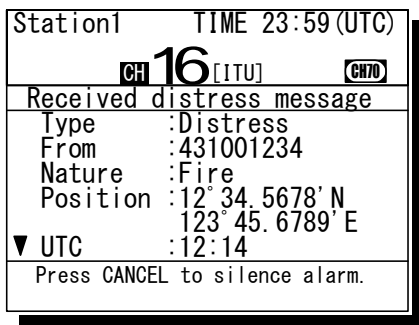 Station1 TIME 23:59(UTC)
CH 16 [ITU] CH70
Received distress message
Type :Distress
From :431001234
Nature :Fire
Position :12°34.5678'N
123°45.6789'E
▼ UTC :12:14
Press CANCEL to silence alarm.